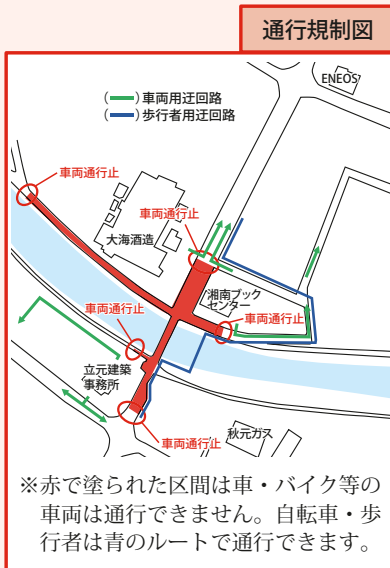 通行規制図
ENEOS
(━)車両用迂回路
(━)歩行者用迂回路
車両通行止
車両通行止
大海酒造
湘南ブック
センター
車両通行止
車両通行止
立元建築
事務所
車両通行止
秋元ガス
※赤で塗られた区間は車・バイク等の
車両は通行できません。自転車・歩
行者は青のルートで通行できます。